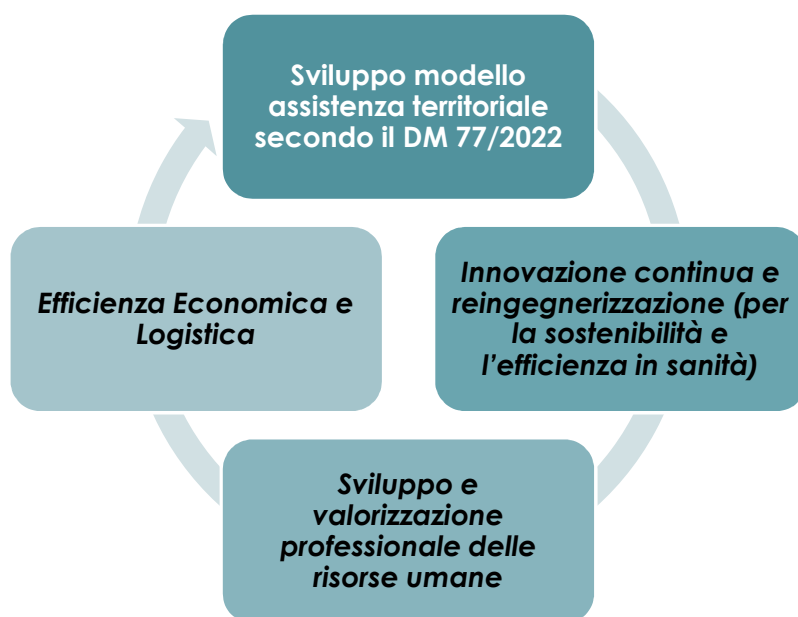 Sviluppo modello
assistenza territoriale
secondo il DM 77/2022
Innovazione continua e
reingegnerizzazione (per
la sostenibilità e
l'efficienza in sanità)
Sviluppo e
valorizzazione
professionale delle
risorse umane
Efficienza Economica e
Logistica